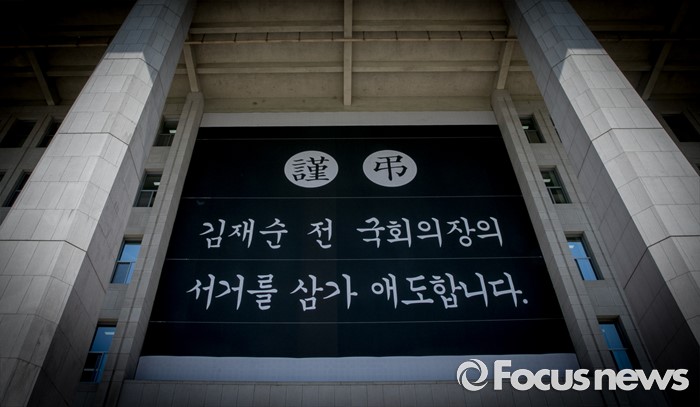 謹 弔
김재순 전 국회의장의
서거를 삼가 애도합니다.
Focus news